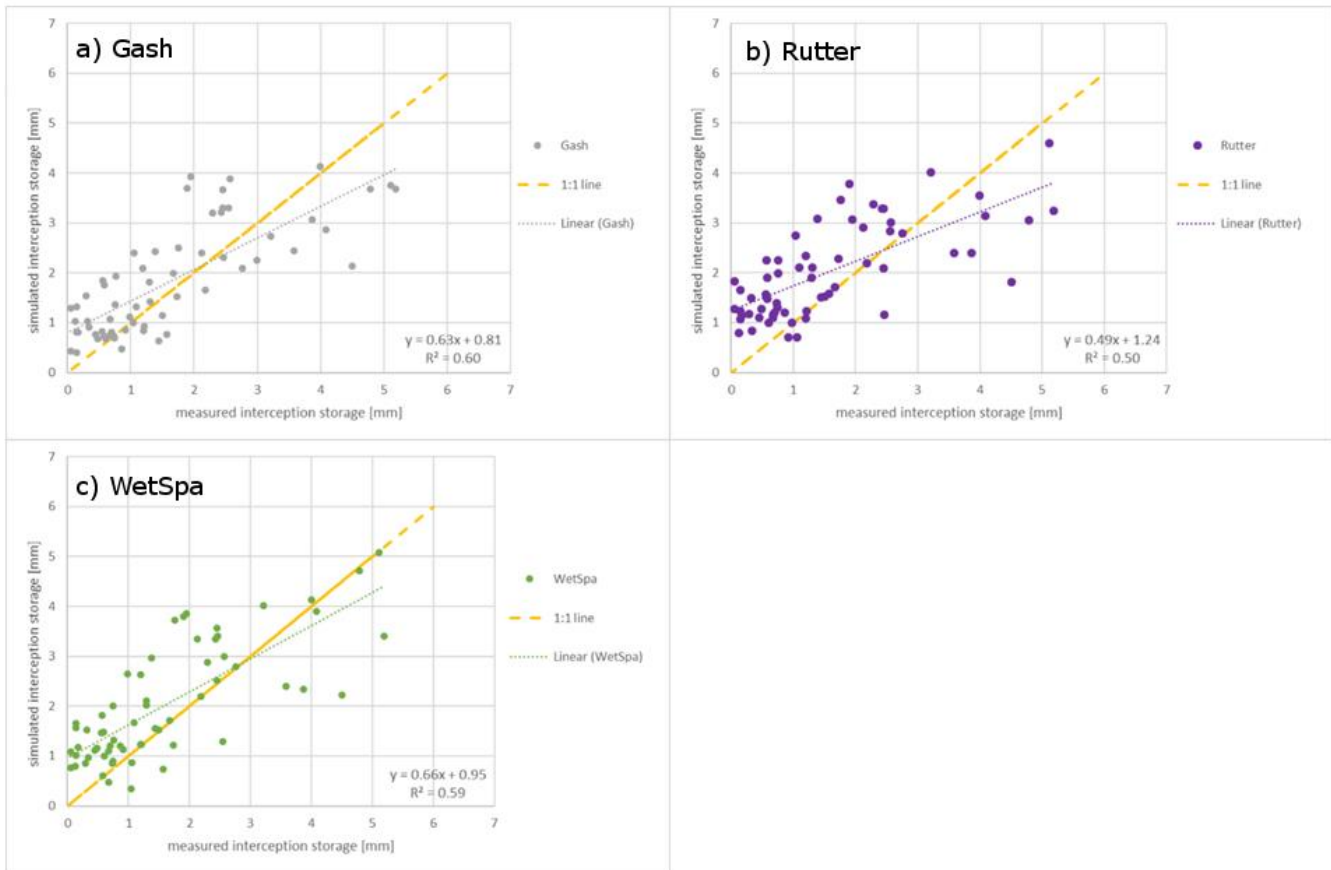 a) Gash
7
6
5
4
3
2
1
0
simulated interception storage [mm]
0 1 2 3 4 5 6 7
measured interception storage [mm]
y = 0.63x + 0.81
R² = 0.60
Gash
1:1 line
Linear (Gash)
b) Rutter
7
6
5
4
3
2
1
0
simulated interception storage [mm]
0 1 2 3 4 5 6 7
measured interception storage [mm]
y = 0.49x + 1.24
R² = 0.50
Rutter
1:1 line
Linear (Rutter)
c) WetSpa
7
6
5
4
3
2
1
0
simulated interception storage [mm]
0 1 2 3 4 5 6 7
measured interception storage [mm]
y = 0.66x + 0.95
R² = 0.59
WetSpa
1:1 line
Linear (WetSpa)